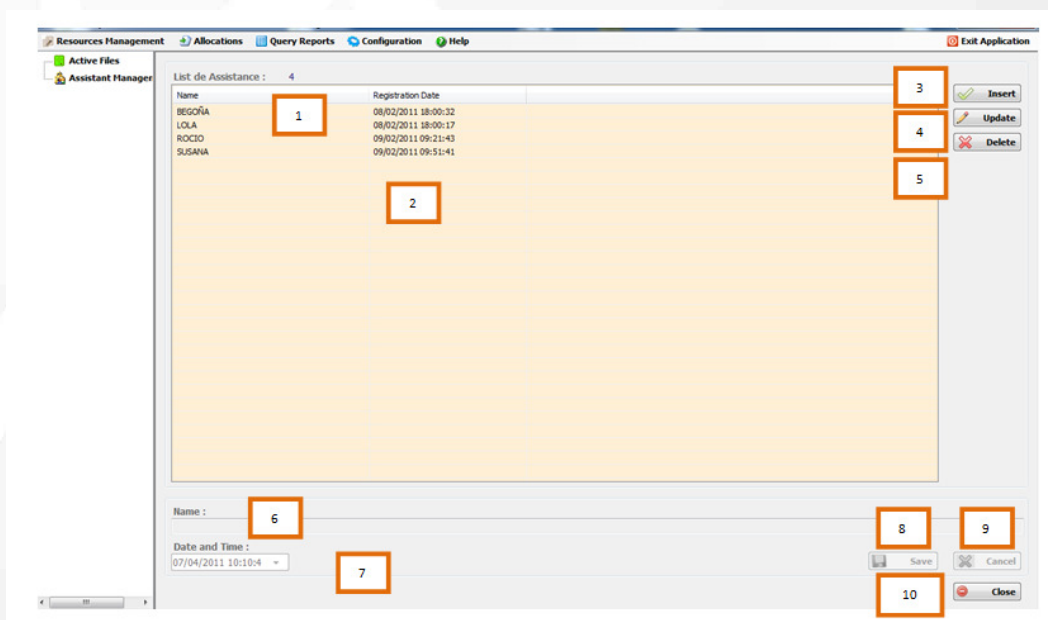 Resources Management Allocations Query Reports Configuration Help Exit Application
Active Files
Assistant Manager
List de Assistance : 4
Name Registration Date
BEGOÑA 08/02/2011 18:00:32
LOLA 08/02/2011 18:00:17
ROCIO 09/02/2011 09:21:43
SUSANA 09/02/2011 09:51:41
1
2
3
Insert
4
Update
Delete
5
Name :
6
Date and Time :
07/04/2011 10:10:4
7
8
9
Save
Cancel
10
Close